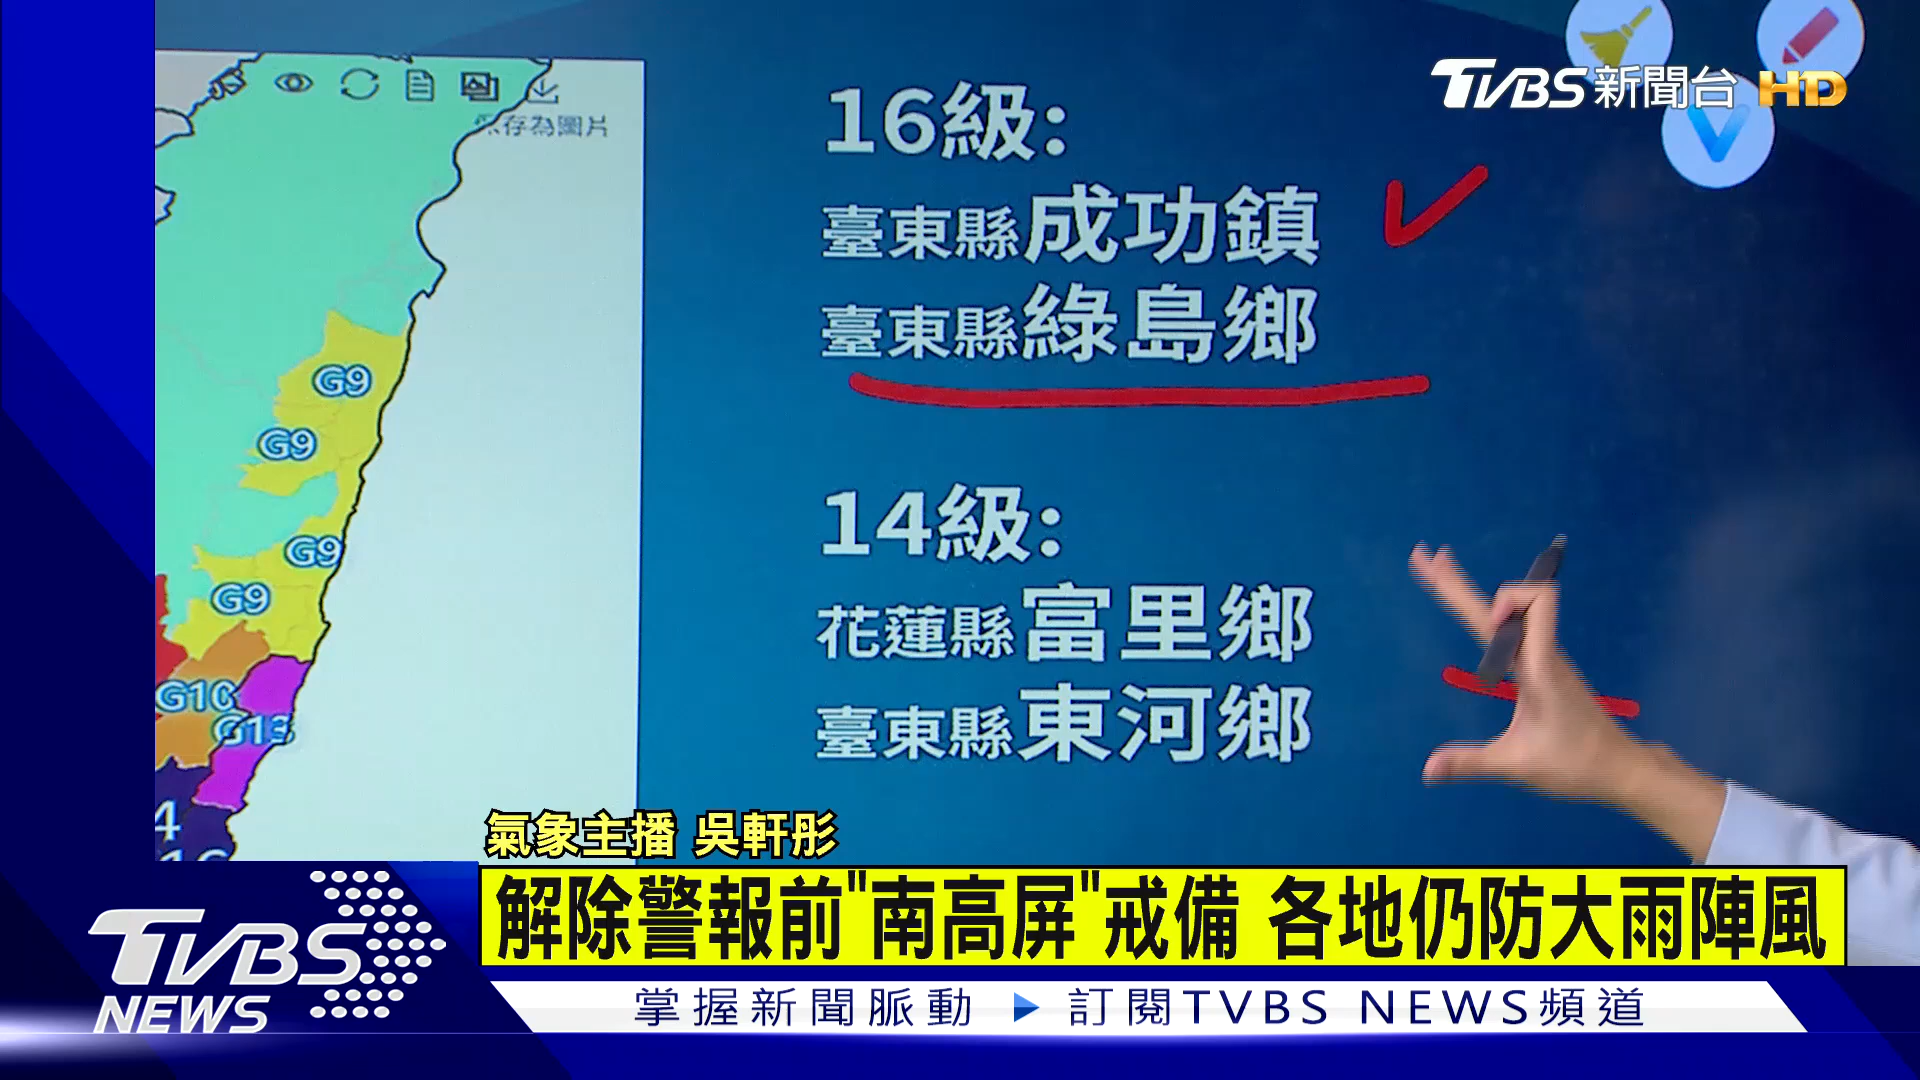 TVBS新聞台 HD
保存為圖片
16級:
臺東縣成功鎮
臺東縣綠島鄉
14級:
花蓮縣富里鄉
臺東縣東河鄉
G9
G9
G9
G9
G10
G13
4
氣象主播 吳軒彤
解除警報前"南高屏"戒備 各地仍防大雨陣風
TVBS
NEWS
掌握新聞脈動 ▶ 訂閱TVBS NEWS頻道